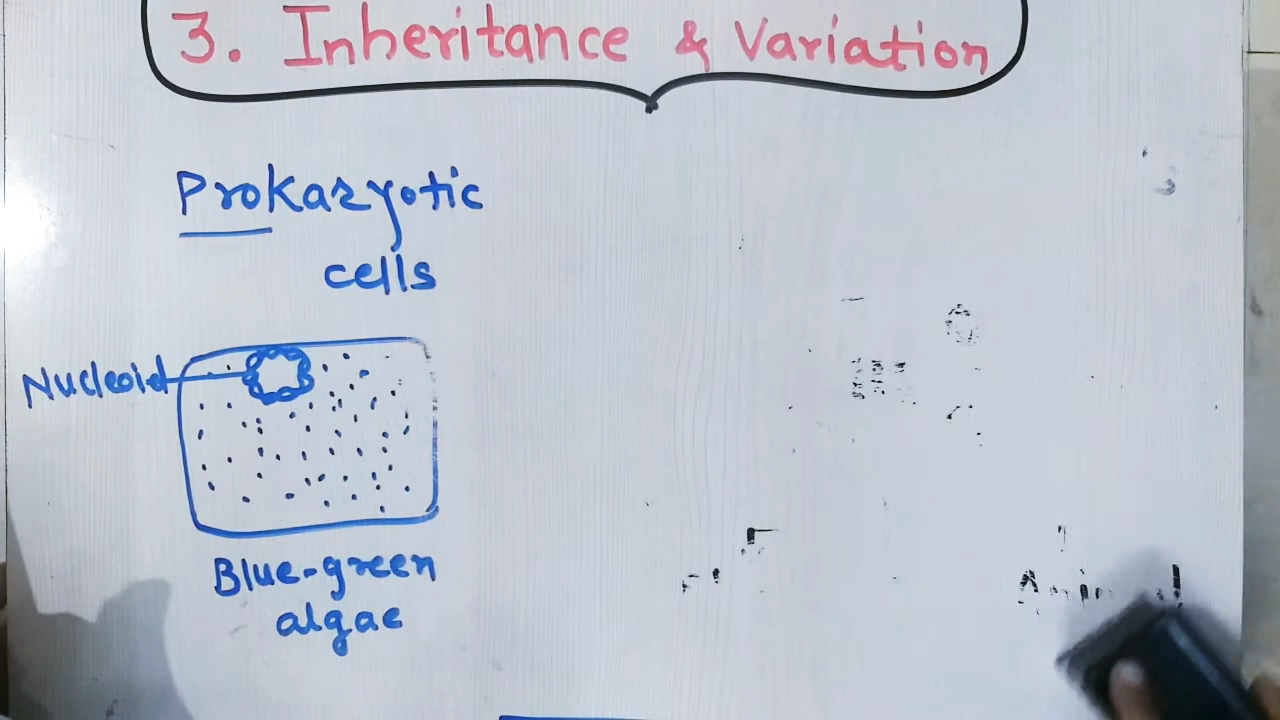 3. Inheritance & Variation
Prokaryotic
cells
Nucleoid
Blue-green
algae